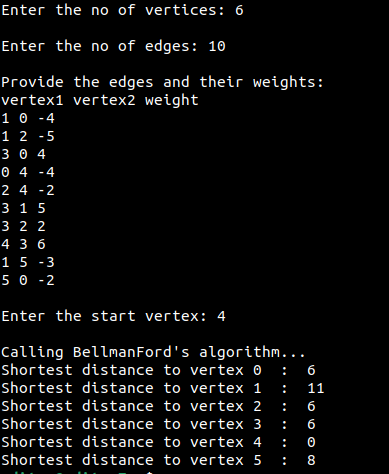 Enter the no of vertices: 6
Enter the no of edges: 10
Provide the edges and their weights:
vertex1 vertex2 weight
1 0 -4
1 2 -5
3 0 4
0 4 -4
2 4 -2
3 1 5
3 2 2
4 3 6
1 5 -3
5 0 -2
Enter the start vertex: 4
Calling BellmanFord's algorithm...
Shortest distance to vertex 0  :  6
Shortest distance to vertex 1  :  11
Shortest distance to vertex 2  :  6
Shortest distance to vertex 3  :  6
Shortest distance to vertex 4  :  0
Shortest distance to vertex 5  :  8